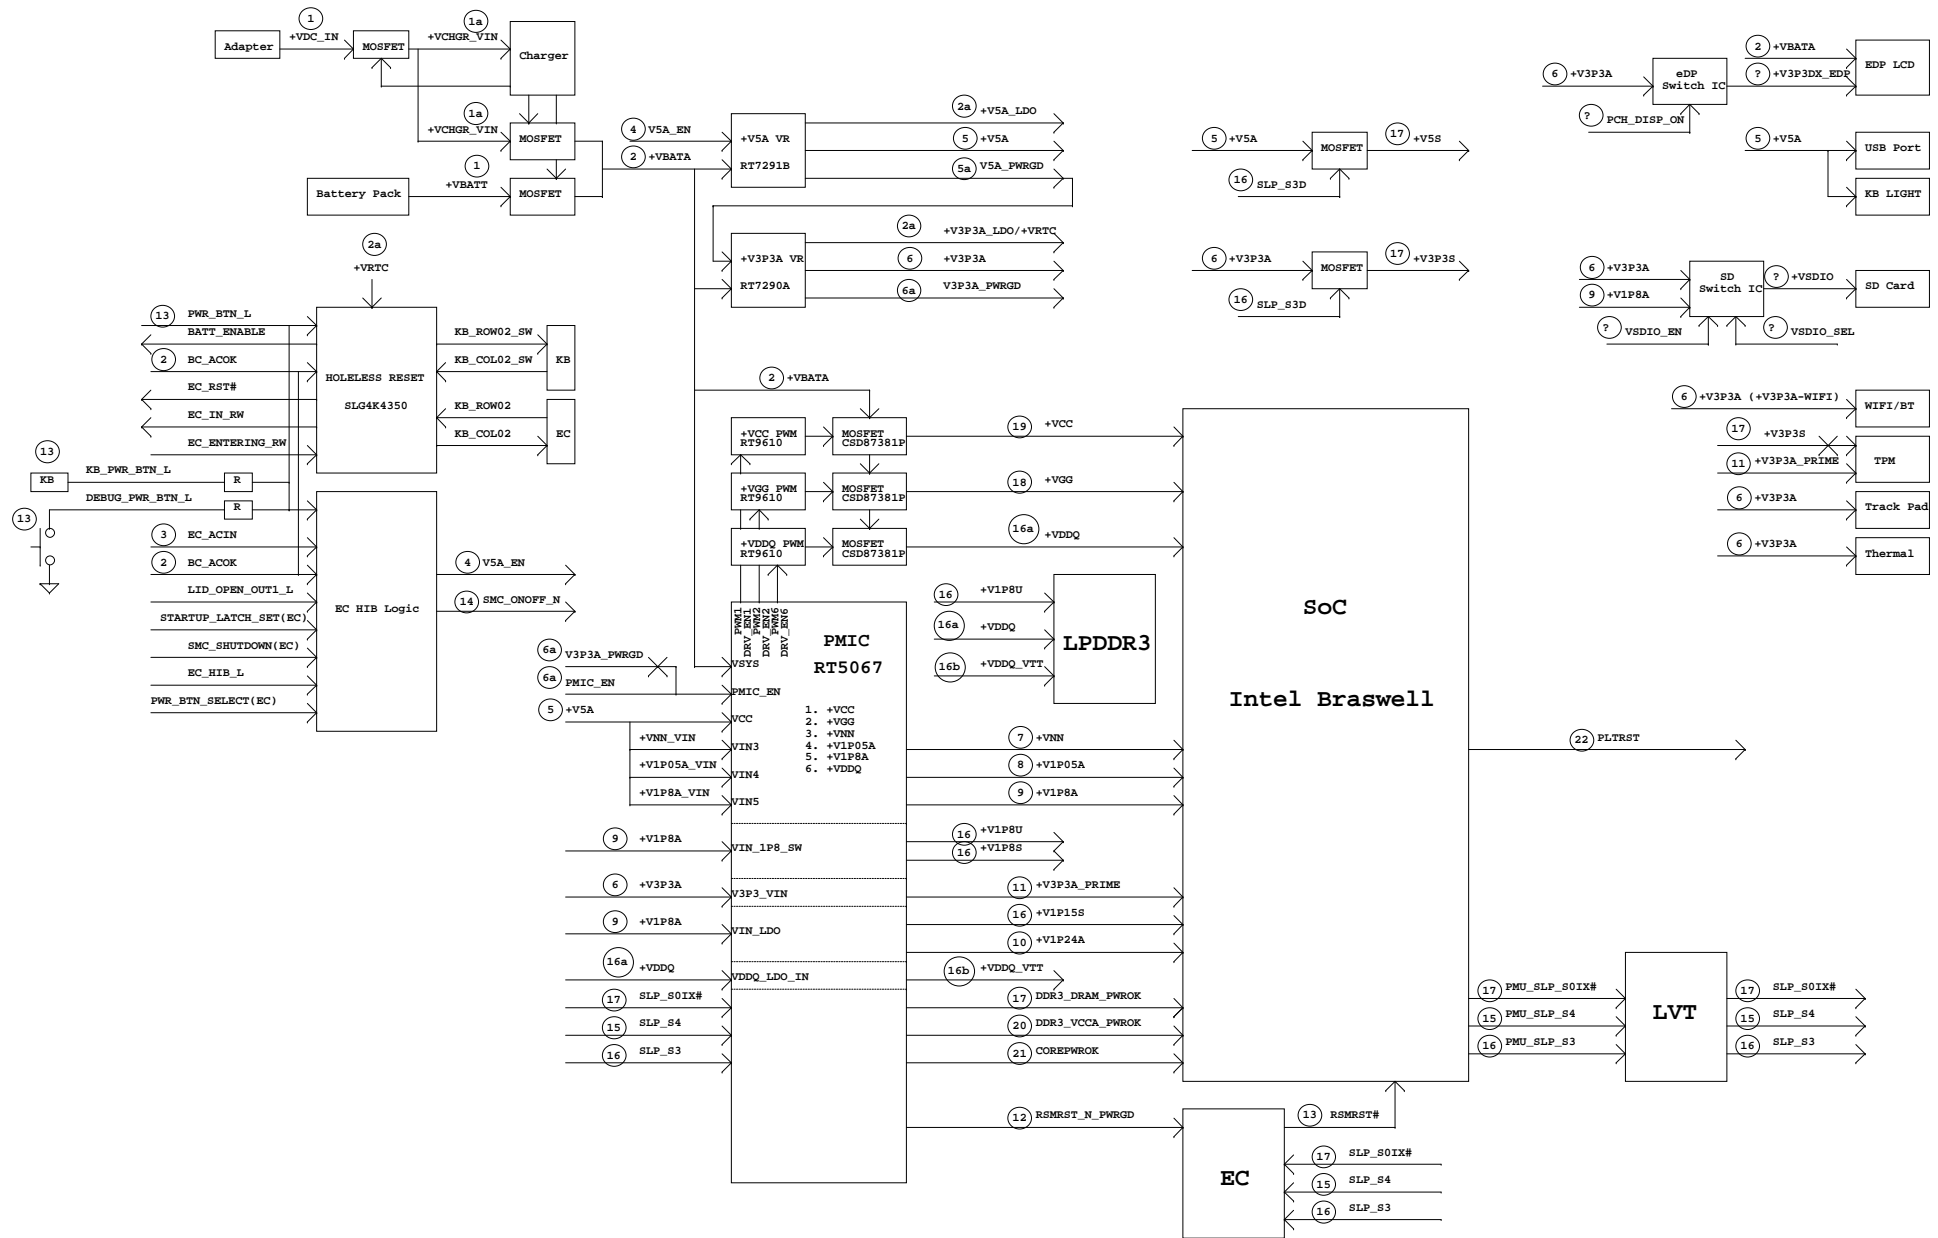 1
+VDC_IN
Adapter
MOSFET
1a
+VCHGR_VIN
Charger
1a
+VCHGR_VIN
MOSFET
1
+VBATT
Battery Pack
MOSFET
4 V5A_EN
2 +VBATA
+V5A VR
RT7291B
2a +V5A_LDO
5 +V5A
5a V5A_PWRGD
+V3P3A VR
RT7290A
2a +V3P3A_LDO/+VRTC
6 +V3P3A
6a V3P3A_PWRGD
5 +V5A
MOSFET
17 +V5S
16 SLP_S3D
6 +V3P3A
MOSFET
17 +V3P3S
16 SLP_S3D
6 +V3P3A
eDP
Switch IC
? PCH_DISP_ON
2 +VBATA
? +V3P3DX_EDP
EDP LCD
5 +V5A
USB Port
KB LIGHT
6 +V3P3A
9 +V1P8A
SD
Switch IC
? +VSDIO
SD Card
? VSDIO_EN
? VSDIO_SEL
6 +V3P3A (+V3P3A-WIFI)
WIFI/BT
17 +V3P3S
11 +V3P3A_PRIME
TPM
6 +V3P3A
Track Pad
6 +V3P3A
Thermal
2a
+VRTC
13 PWR_BTN_L
BATT_ENABLE
2 BC_ACOK
EC_RST#
EC_IN_RW
EC_ENTERING_RW
HOLELESS RESET
SLG4K4350
KB_ROW02_SW
KB_COL02_SW
KB
KB_ROW02
KB_COL02
EC
13
KB
KB_PWR_BTN_L
R
DEBUG_PWR_BTN_L
R
13
3 EC_ACIN
2 BC_ACOK
LID_OPEN_OUT1_L
STARTUP_LATCH_SET(EC)
SMC_SHUTDOWN(EC)
EC_HIB_L
PWR_BTN_SELECT(EC)
EC HIB Logic
4 V5A_EN
14 SMC_ONOFF_N
2 +VBATA
+VCC_PWM
RT9610
MOSFET
CSD87381P
19 +VCC
+VGG_PWM
RT9610
MOSFET
CSD87381P
18 +VGG
+VDDQ_PWM
RT9610
MOSFET
CSD87381P
16a +VDDQ
PWM1
DRV_EN1
PWM2
DRV_EN2
PWM6
DRV_EN6
PMIC
RT5067
1. +VCC
2. +VGG
3. +VNN
4. +V1P05A
5. +V1P8A
6. +VDDQ
6a V3P3A_PWRGD
VSYS
6a PMIC_EN
PMIC_EN
5 +V5A
VCC
+VNN_VIN
VIN3
+V1P05A_VIN
VIN4
+V1P8A_VIN
VIN5
9 +V1P8A
VIN_1P8_SW
6 +V3P3A
V3P3_VIN
9 +V1P8A
VIN_LDO
16a +VDDQ
VDDQ_LDO_IN
17 SLP_S0IX#
15 SLP_S4
16 SLP_S3
16 +V1P8U
16a +VDDQ
16b +VDDQ_VTT
LPDDR3
7 +VNN
8 +V1P05A
9 +V1P8A
16 +V1P8U
16 +V1P8S
11 +V3P3A_PRIME
16 +V1P15S
10 +V1P24A
16b +VDDQ_VTT
17 DDR3_DRAM_PWROK
20 DDR3_VCCA_PWROK
21 COREPWROK
12 RSMRST_N_PWRGD
SoC
Intel Braswell
22 PLTRST
17 PMU_SLP_S0IX#
15 PMU_SLP_S4
16 PMU_SLP_S3
LVT
17 SLP_S0IX#
15 SLP_S4
16 SLP_S3
EC
13 RSMRST#
17 SLP_S0IX#
15 SLP_S4
16 SLP_S3